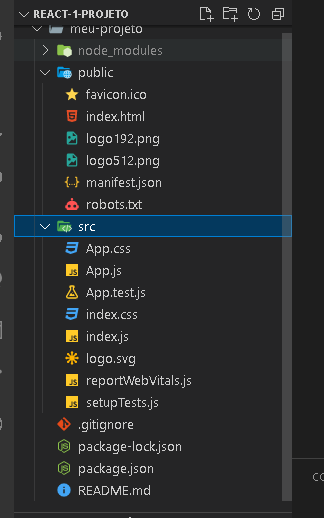 REACT-1-PROJETO
meu-projeto
node_modules
public
favicon.ico
index.html
logo192.png
logo512.png
manifest.json
robots.txt
src
App.css
App.js
App.test.js
index.css
index.js
logo.svg
reportWebVitals.js
setupTests.js
.gitignore
package-lock.json
package.json
README.md